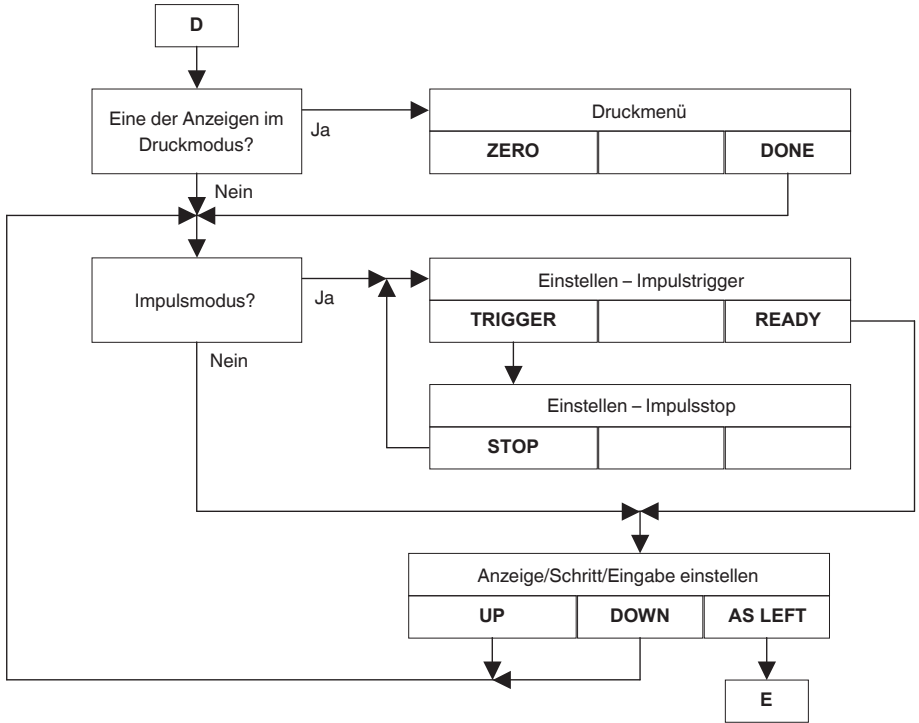 D
Eine der Anzeigen im
Druckmodus?
Ja
Druckmenü
ZERO
DONE
Nein
Impulsmodus?
Ja
Einstellen – Impulstrigger
TRIGGER
READY
Nein
Einstellen – Impulsstop
STOP
Anzeige/Schritt/Eingabe einstellen
UP
DOWN
AS LEFT
E